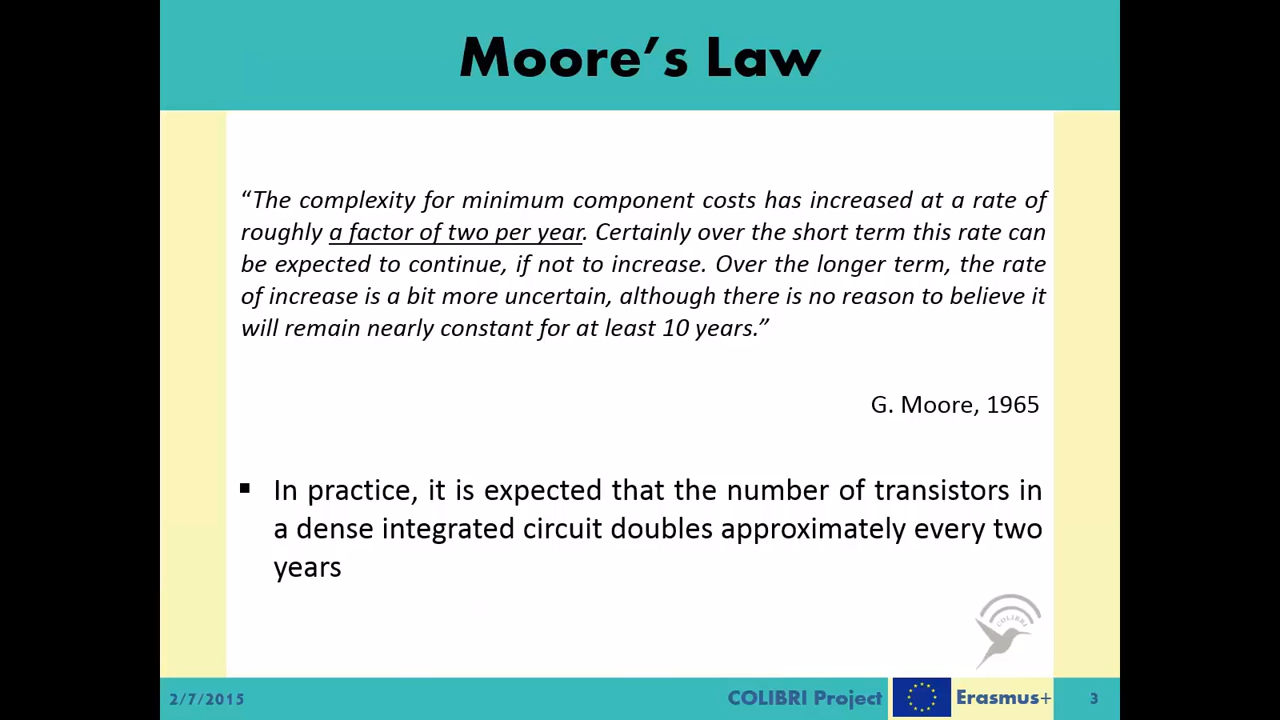 Moore's Law
“The complexity for minimum component costs has increased at a rate of
roughly a factor of two per year. Certainly over the short term this rate can
be expected to continue, if not to increase. Over the longer term, the rate
of increase is a bit more uncertain, although there is no reason to believe it
will remain nearly constant for at least 10 years.”
G. Moore, 1965
▪ In practice, it is expected that the number of transistors in
a dense integrated circuit doubles approximately every two
years
COLIBRI
2/7/2015
COLIBRI Project
Erasmus+
3